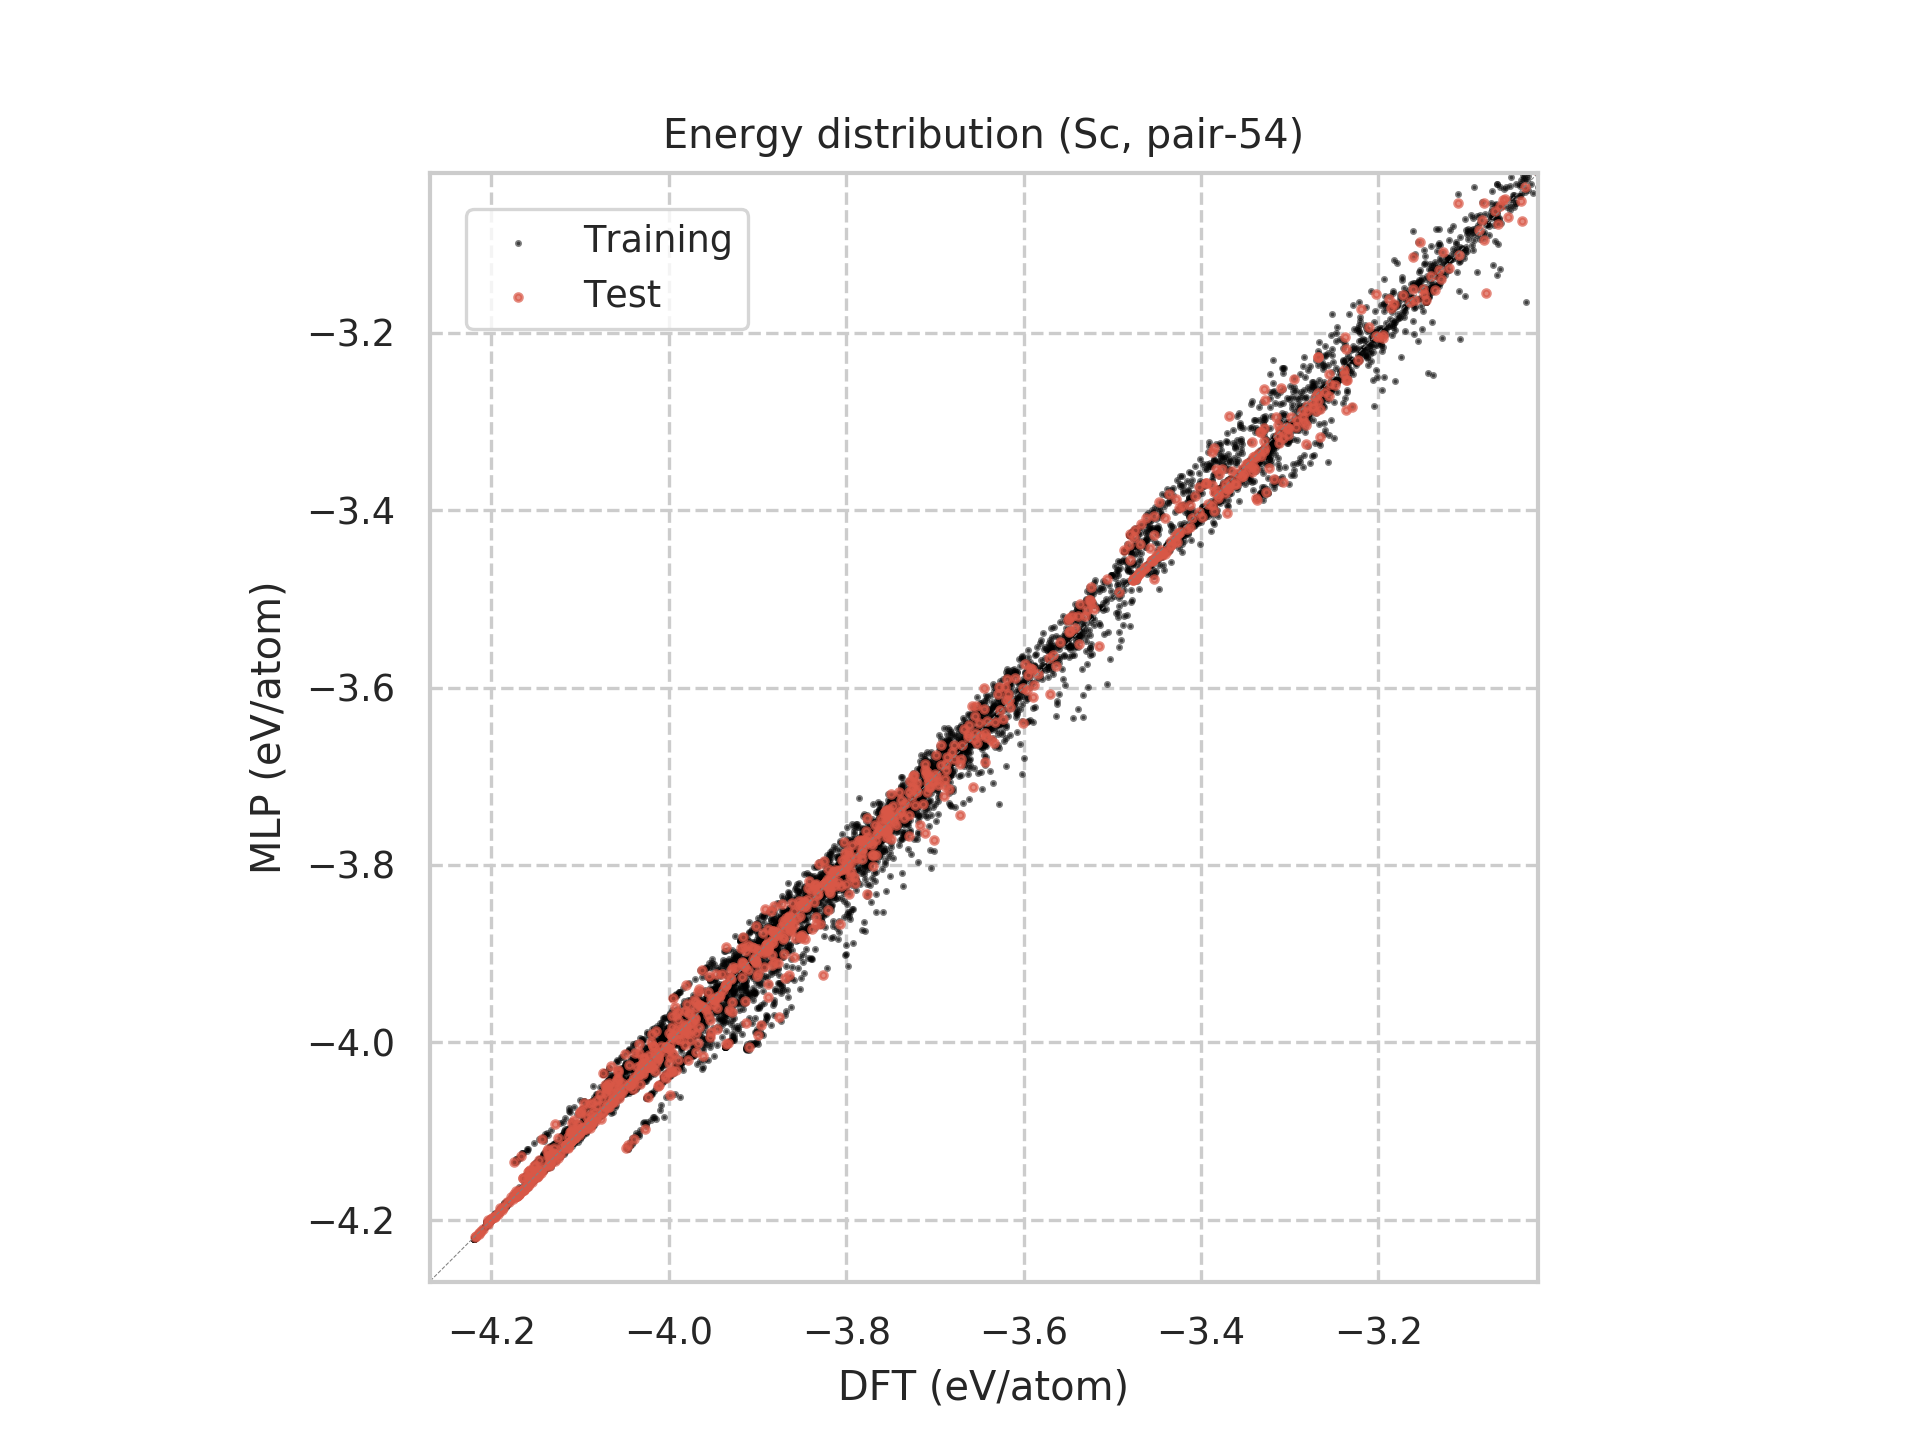 Energy distribution (Sc, pair-54)
Training
Test
−3.2
−3.4
−3.6
−3.8
−4.0
−4.2
MLP (eV/atom)
−4.2 −4.0 −3.8 −3.6 −3.4 −3.2
DFT (eV/atom)